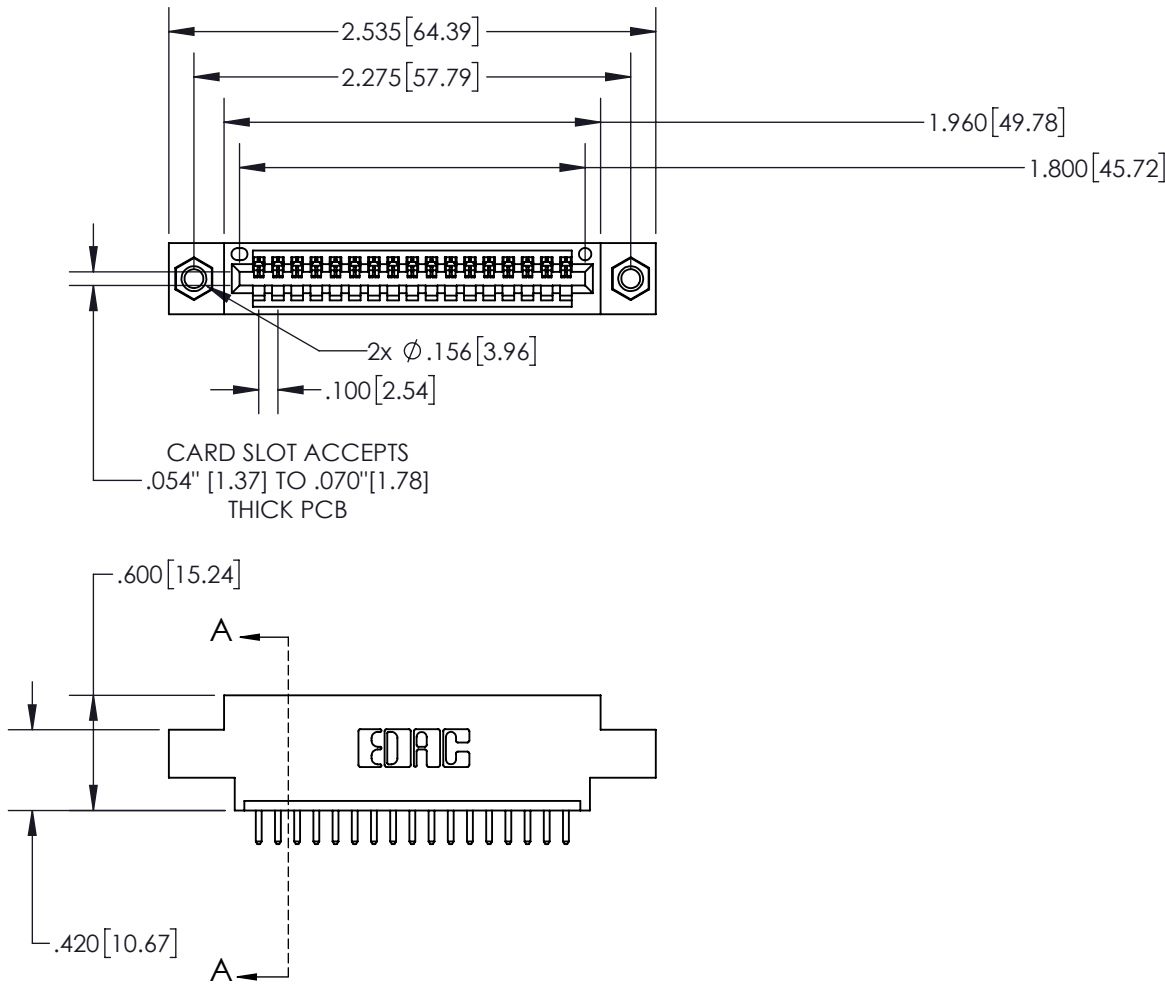 2.535[64.39]
2.275[57.79]
1.960[49.78]
1.800[45.72]
2x Ø.156[3.96]
.100[2.54]
CARD SLOT ACCEPTS
.054" [1.37] TO .070"[1.78]
THICK PCB
.600[15.24]
A
EDAC
.420[10.67]
A